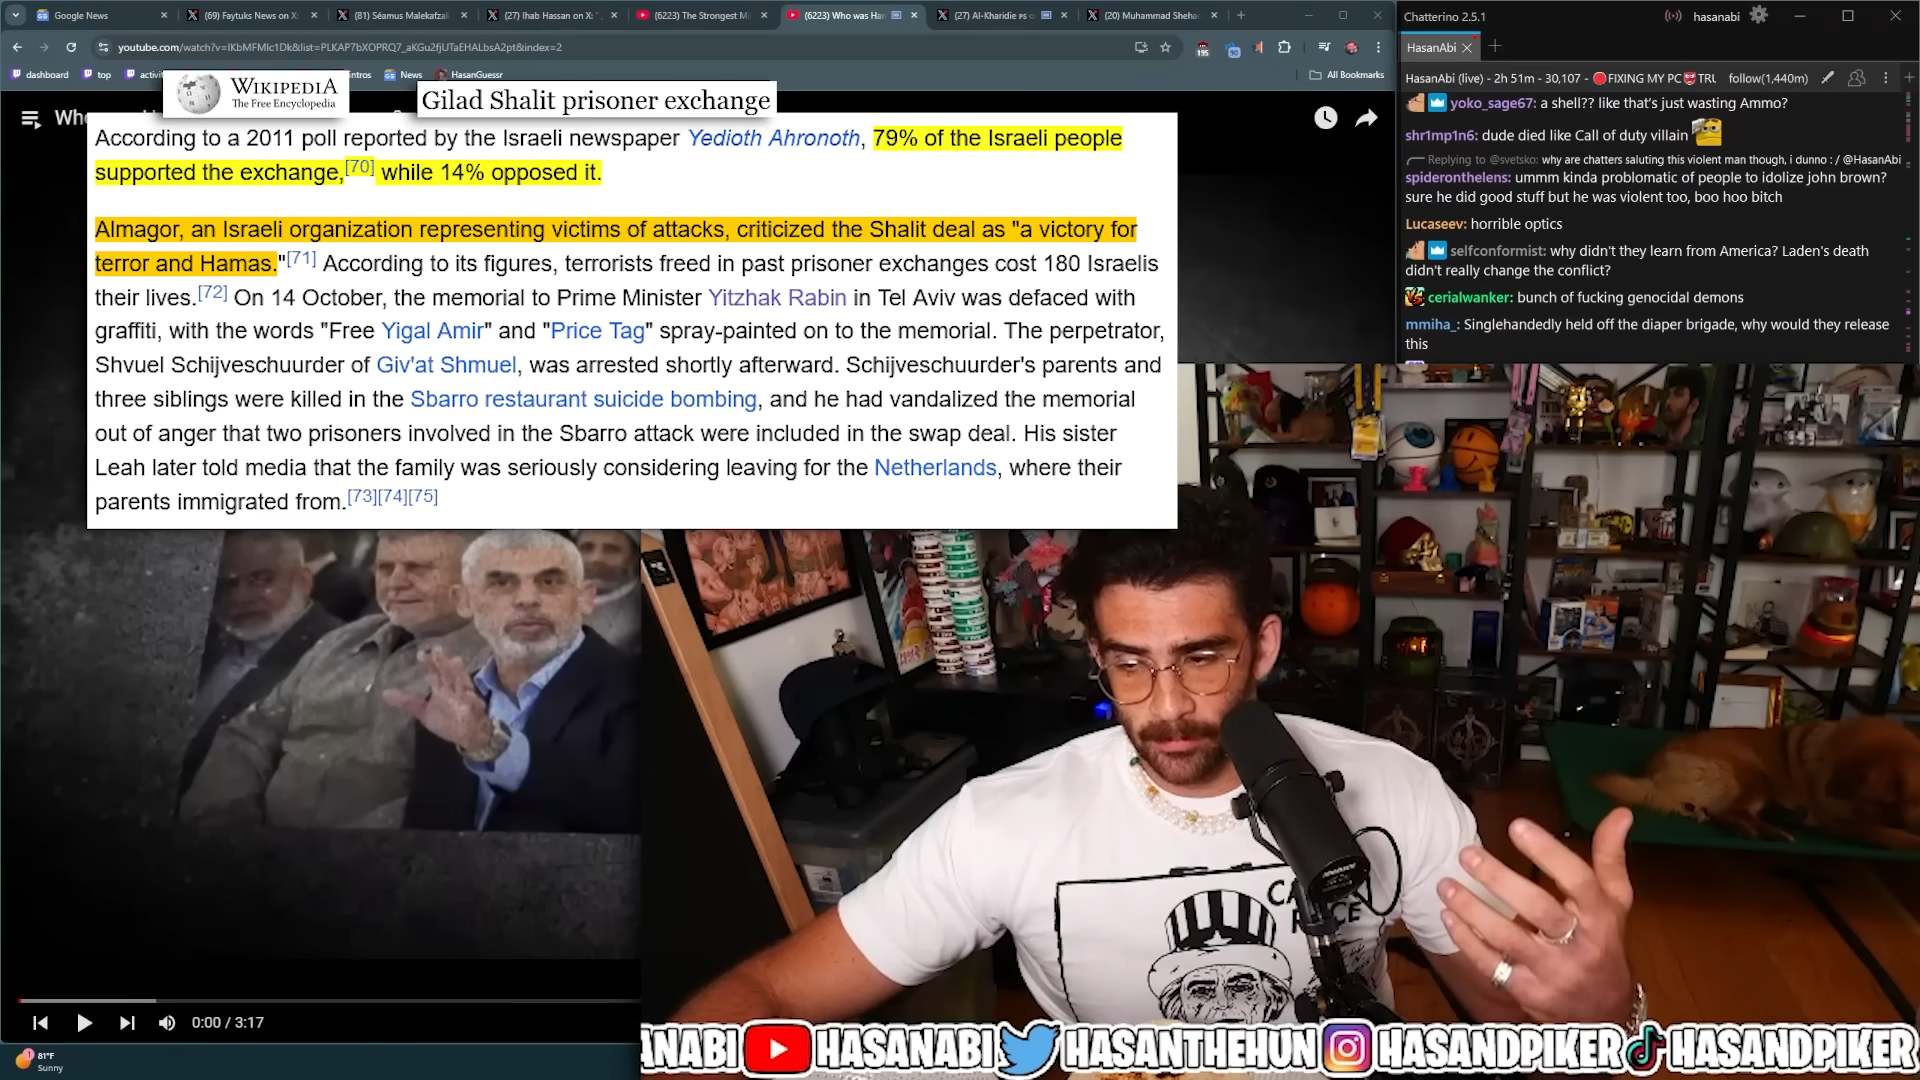 Google News
(69) Faytuks News on X:
(81) Séamus Malekafzal
(27) Ihab Hassan on X: "
(6223) The Strongest M
(6223) Who was Ha
(27) Al-Kharidie
(20) Muhammad Sheha
youtube.com/watch?v=IKbMFMlc1Dk&list=PLKAP7bXOPRQ7_aKGu2fjUTaEHALbsA2pt&index=2
195
90
dashboard
top
activi
intros
News
HasanGuessr
All Bookmarks
WIKIPEDIA
The Free Encyclopedia
Gilad Shalit prisoner exchange
Who
According to a 2011 poll reported by the Israeli newspaper Yedioth Ahronoth, 79% of the Israeli people
supported the exchange,[70] while 14% opposed it.
Almagor, an Israeli organization representing victims of attacks, criticized the Shalit deal as "a victory for
terror and Hamas."[71] According to its figures, terrorists freed in past prisoner exchanges cost 180 Israelis
their lives.[72] On 14 October, the memorial to Prime Minister Yitzhak Rabin in Tel Aviv was defaced with
graffiti, with the words "Free Yigal Amir" and "Price Tag" spray-painted on to the memorial. The perpetrator,
Shvuel Schijveschuurder of Giv'at Shmuel, was arrested shortly afterward. Schijveschuurder's parents and
three siblings were killed in the Sbarro restaurant suicide bombing, and he had vandalized the memorial
out of anger that two prisoners involved in the Sbarro attack were included in the swap deal. His sister
Leah later told media that the family was seriously considering leaving for the Netherlands, where their
parents immigrated from.[73][74][75]
0:00 / 3:17
81°F
Sunny
Chatterino 2.5.1
hasanabi
HasanAbi
HasanAbi (live) - 2h 51m - 30,107 - 🔴FIXING MY PC👹TRU
follow(1,440m)
yoko_sage67: a shell?? like that's just wasting Ammo?
shr1mp1n6: dude died like Call of duty villain
Replying to @svetsko: why are chatters saluting this violent man though, i dunno :/ @HasanAbi
spideronthelens: ummm kinda problomatic of people to idolize john brown?
sure he did good stuff but he was violent too, boo hoo bitch
Lucaseev: horrible optics
selfconformist: why didn't they learn from America? Laden's death
didn't really change the conflict?
cerialwanker: bunch of fucking genocidal demons
mmiha_: Singlehandedly held off the diaper brigade, why would they release
this
ANABI HASANABI HASANTHEHUN HASANDPIKER HASANDPIKER